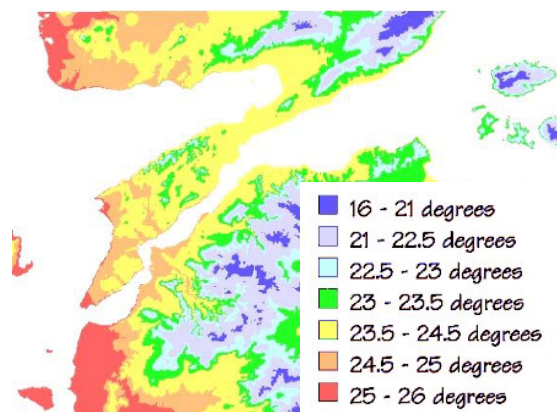 16 - 21 degrees
21 - 22.5 degrees
22.5 - 23 degrees
23 - 23.5 degrees
23.5 - 24.5 degrees
24.5 - 25 degrees
25 - 26 degrees